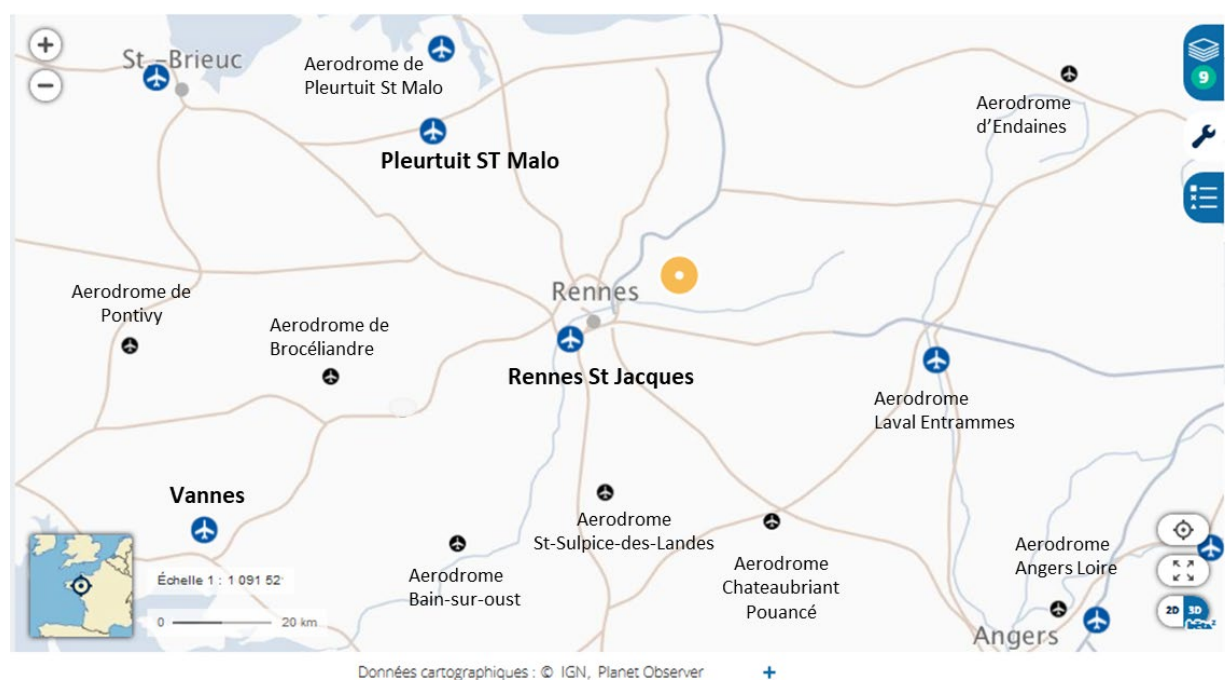 St_-Brieuc
Aerodrome de
Pleurtuit St Malo
9
Aerodrome
d'Endaines
Pleurtuit ST Malo
Rennes
Aerodrome de
Pontivy
Aerodrome de
Brocéliandre
Rennes St Jacques
Aerodrome
Laval Entrammes
Vannes
Aerodrome
St-Sulpice-des-Landes
Aerodrome
Bain-sur-oust
Aerodrome
Chateaubriant
Pouancé
Aerodrome
Angers Loire
Échelle 1 : 1 091 52
0 20 km
2D 3D
bêta
Angers
Données cartographiques : © IGN, Planet Observer +